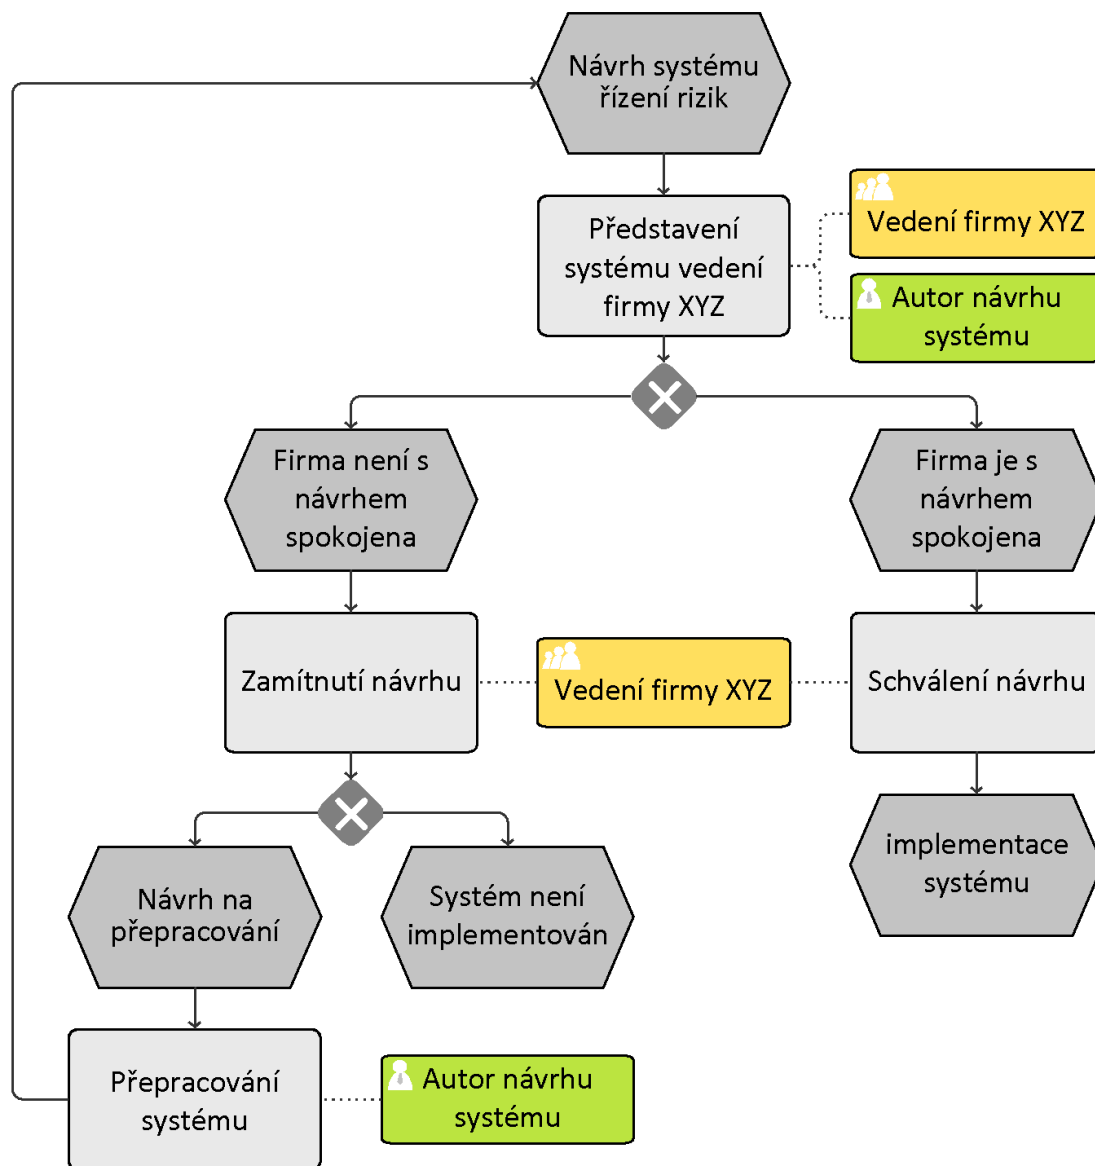 Návrh systému
řízení rizik
Představení
systému vedení
firmy XYZ
Vedení firmy XYZ
Autor návrhu
systému
Firma není s
návrhem
spokojena
Firma je s
návrhem
spokojena
Zamítnutí návrhu
Vedení firmy XYZ
Schválení návrhu
Návrh na
přepracování
Systém není
implementován
implementace
systému
Přepracování
systému
Autor návrhu
systému